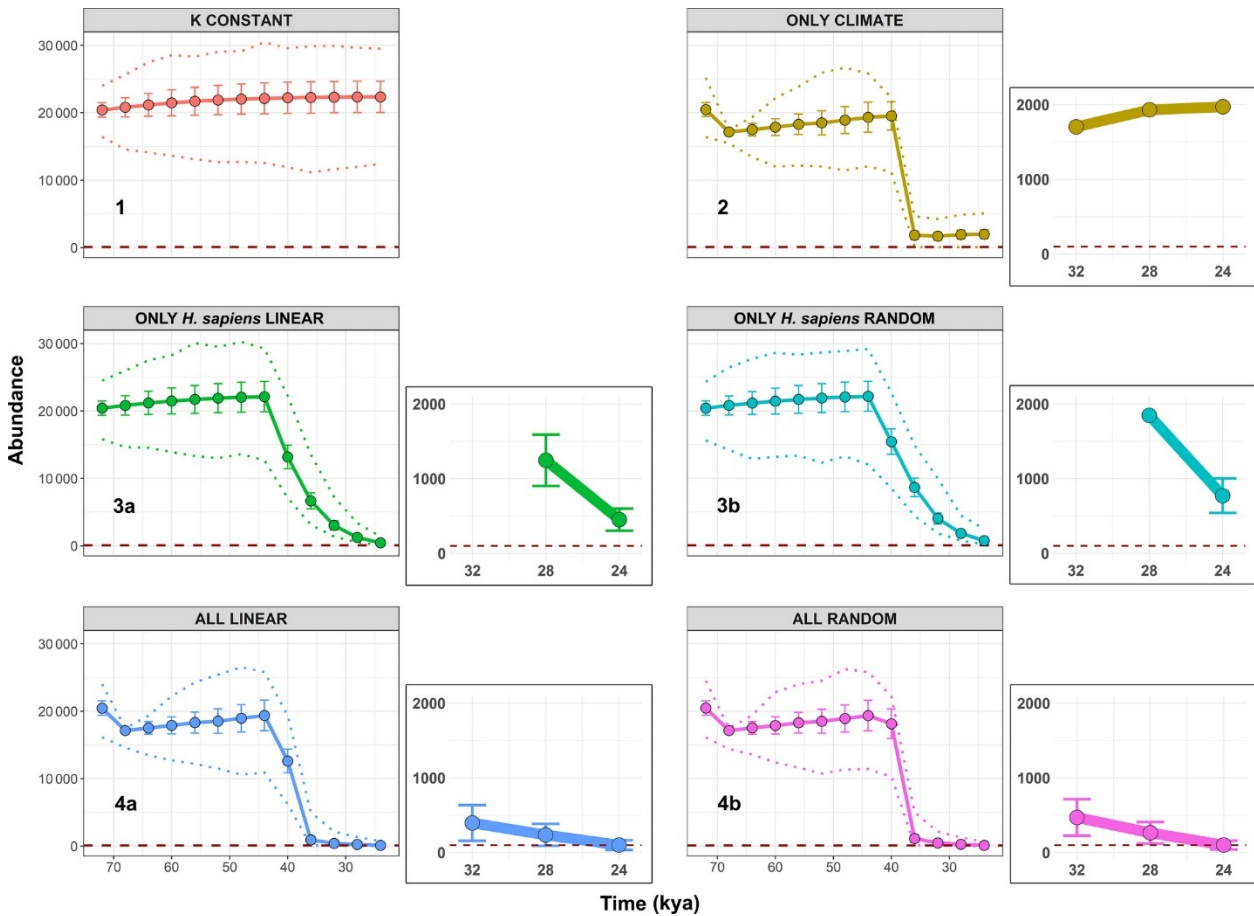 K CONSTANT
ONLY CLIMATE
30 000
20 000
10 000
0
1
2
2000
1000
0
32 28 24
ONLY H. sapiens LINEAR
ONLY H. sapiens RANDOM
Abundance
30 000
20 000
10 000
0
3a
2000
1000
0
32 28 24
3b
2000
1000
0
32 28 24
ALL LINEAR
ALL RANDOM
30 000
20 000
10 000
0
4a
70 60 50 40 30
2000
1000
0
32 28 24
4b
70 60 50 40 30
2000
1000
0
32 28 24
Time (kya)